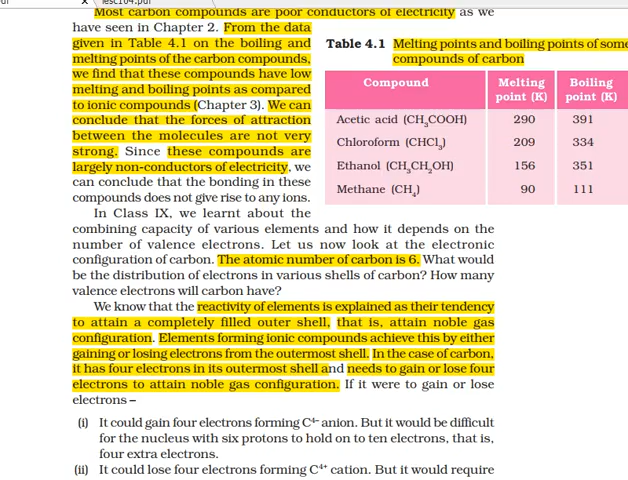 lesc104.pdf
Most carbon compounds are poor conductors of electricity as we
have seen in Chapter 2. From the data
given in Table 4.1 on the boiling and
melting points of the carbon compounds,
we find that these compounds have low
melting and boiling points as compared
to ionic compounds (Chapter 3). We can
conclude that the forces of attraction
between the molecules are not very
strong. Since these compounds are
largely non-conductors of electricity, we
can conclude that the bonding in these
compounds does not give rise to any ions.
Table 4.1 Melting points and boiling points of some
compounds of carbon
Compound Melting point (K) Boiling point (K)
Acetic acid (CH₃COOH) 290 391
Chloroform (CHCl₃) 209 334
Ethanol (CH₃CH₂OH) 156 351
Methane (CH₄) 90 111
In Class IX, we learnt about the
combining capacity of various elements and how it depends on the
number of valence electrons. Let us now look at the electronic
configuration of carbon. The atomic number of carbon is 6. What would
be the distribution of electrons in various shells of carbon? How many
valence electrons will carbon have?
We know that the reactivity of elements is explained as their tendency
to attain a completely filled outer shell, that is, attain noble gas
configuration. Elements forming ionic compounds achieve this by either
gaining or losing electrons from the outermost shell. In the case of carbon,
it has four electrons in its outermost shell and needs to gain or lose four
electrons to attain noble gas configuration. If it were to gain or lose
electrons –
(i) It could gain four electrons forming C⁴⁻ anion. But it would be difficult
for the nucleus with six protons to hold on to ten electrons, that is,
four extra electrons.
(ii) It could lose four electrons forming C⁴⁺ cation. But it would require